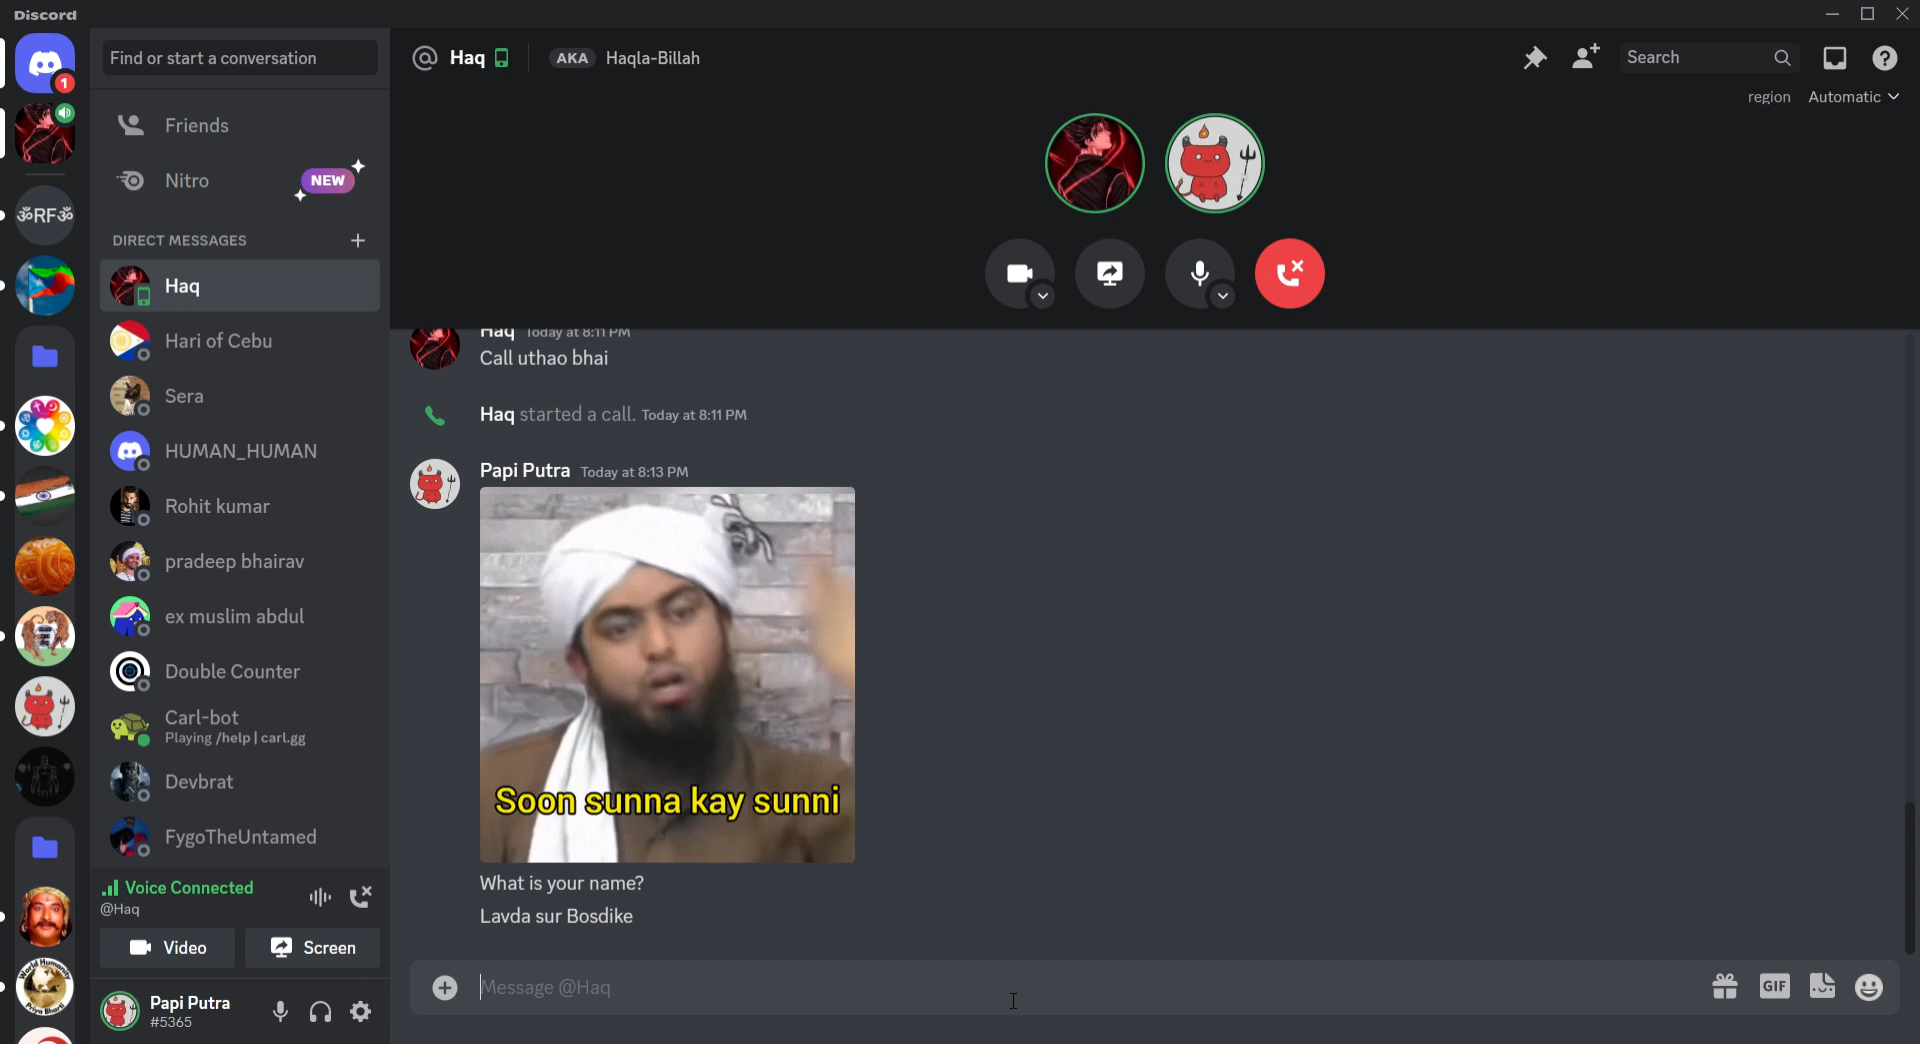 Discord
Find or start a conversation
1
Friends
Nitro
NEW
ॐRFॐ
DIRECT MESSAGES
Haq
Hari of Cebu
Sera
HUMAN_HUMAN
Rohit kumar
pradeep bhairav
ex muslim abdul
Double Counter
Carl-bot
Playing /help | carl.gg
Devbrat
FygoTheUntamed
Voice Connected
@Haq
Video
Screen
Papi Putra
#5365
Haq
AKA Haqla-Billah
Search
region Automatic
Haq Today at 8:11 PM
Call uthao bhai
Haq started a call. Today at 8:11 PM
Papi Putra Today at 8:13 PM
Soon sunna kay sunni
What is your name?
Lavda sur Bosdike
Message @Haq
GIF
World Humanity